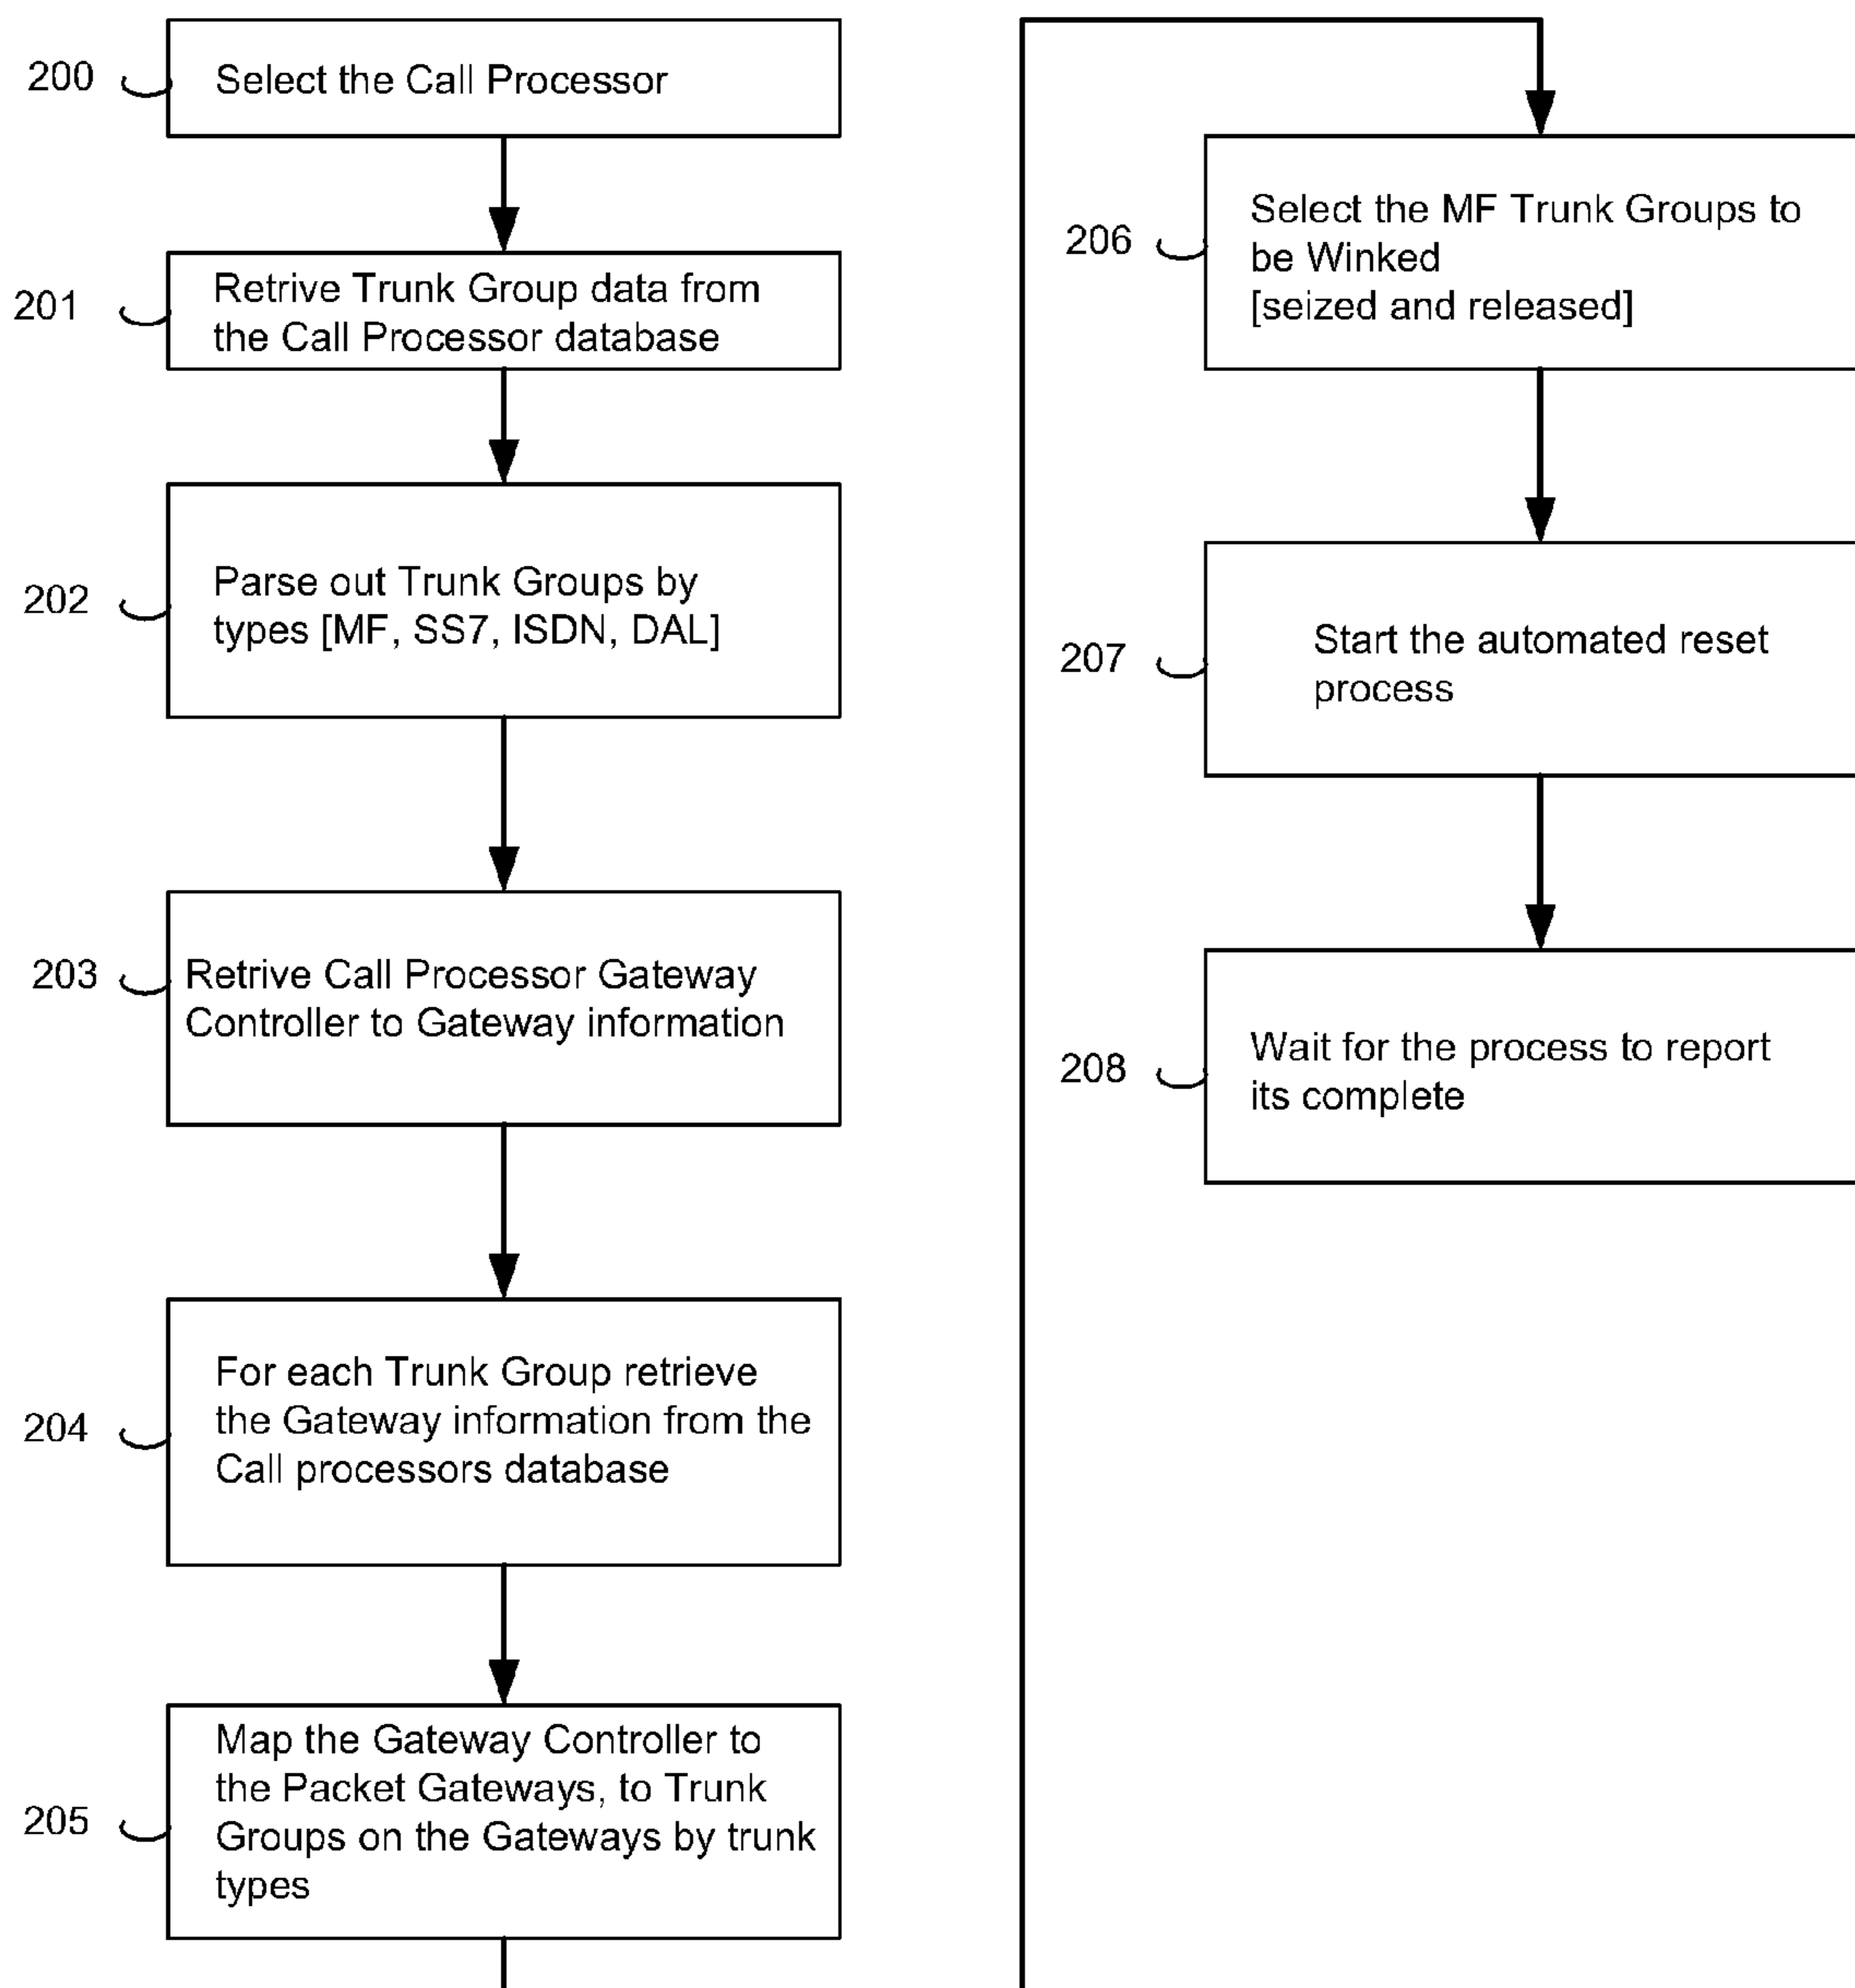 200
Select the Call Processor
201
Retrive Trunk Group data from
the Call Processor database
202
Parse out Trunk Groups by
types [MF, SS7, ISDN, DAL]
203
Retrive Call Processor Gateway
Controller to Gateway information
204
For each Trunk Group retrieve
the Gateway information from the
Call processors database
205
Map the Gateway Controller to
the Packet Gateways, to Trunk
Groups on the Gateways by trunk
types
206
Select the MF Trunk Groups to
be Winked
[seized and released]
207
Start the automated reset
process
208
Wait for the process to report
its complete